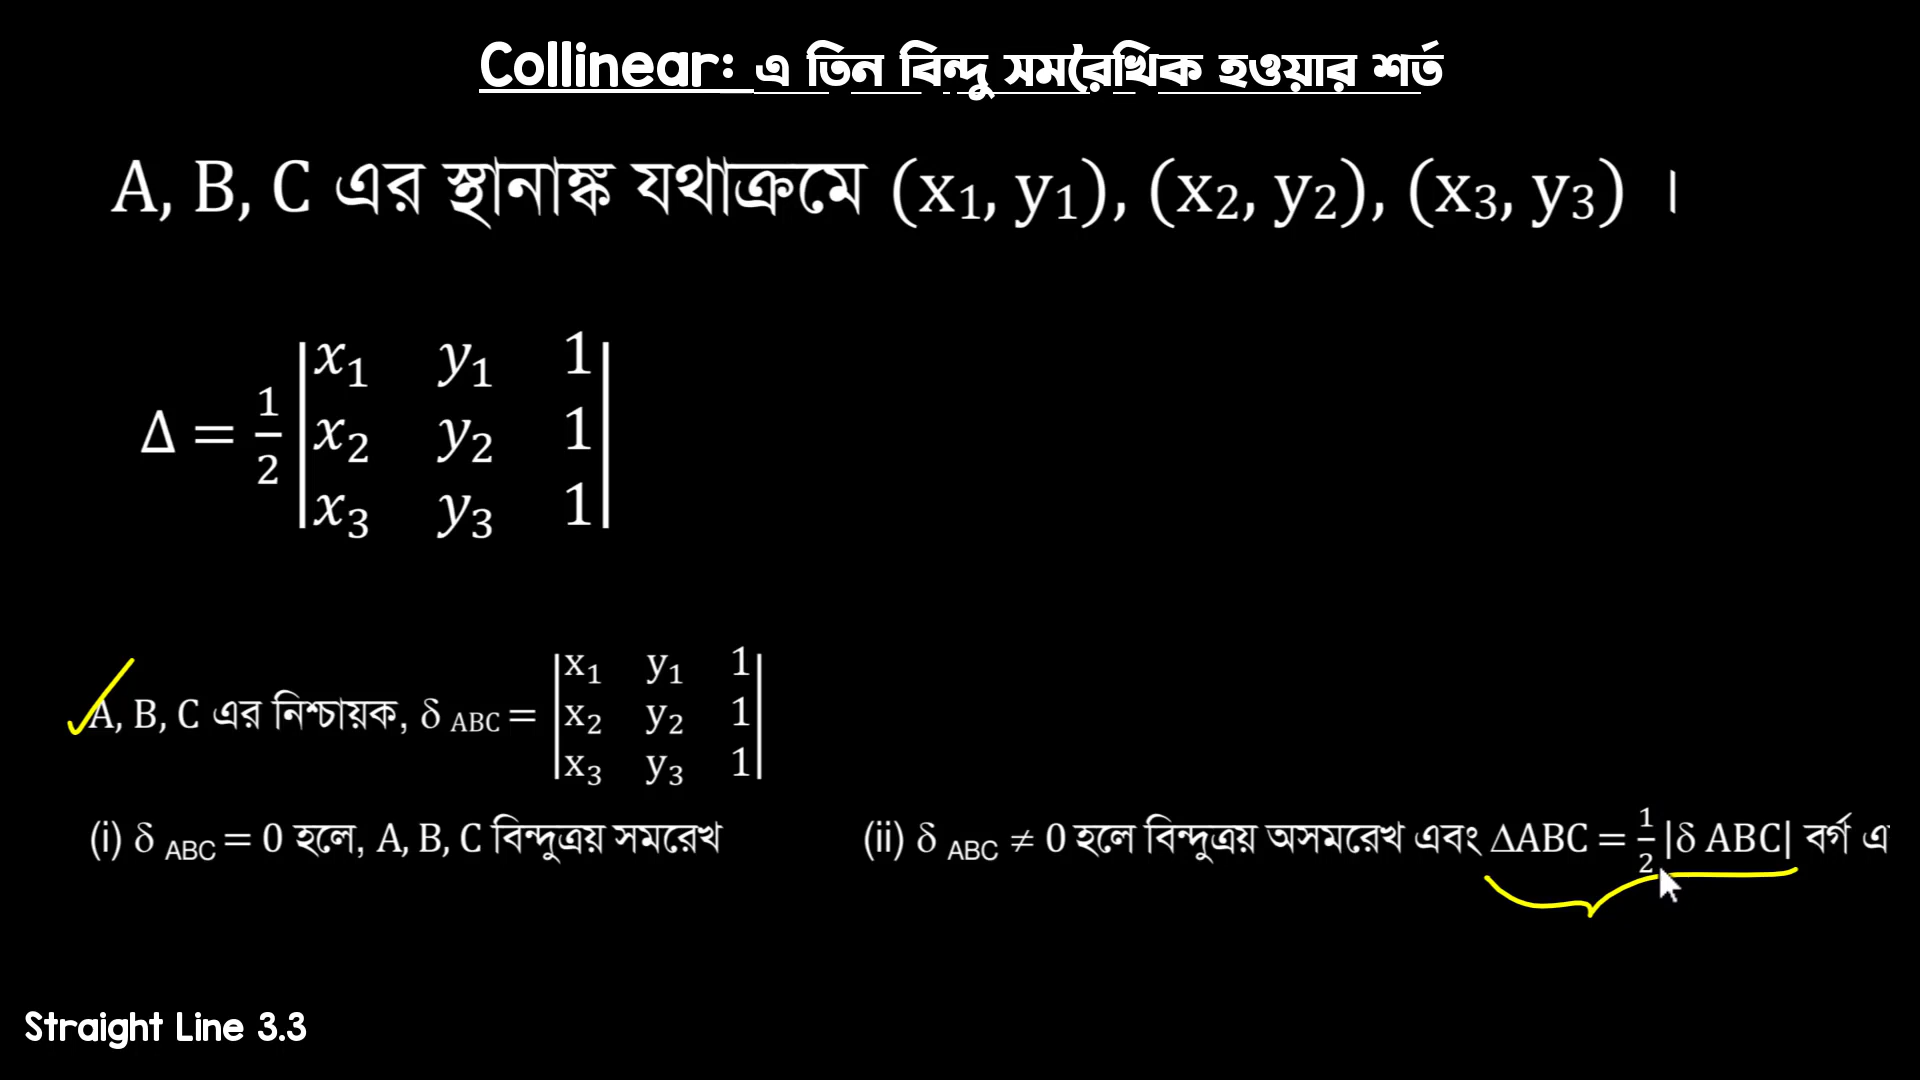 Collinear: এ তিন বিন্দু সমরৈখিক হওয়ার শর্ত
A, B, C এর স্থানাঙ্ক যথাক্রমে (x₁, y₁), (x₂, y₂), (x₃, y₃) ।
Δ = 1/2 |x₁ y₁ 1|
|x₂ y₂ 1|
|x₃ y₃ 1|
A, B, C এর নিশ্চায়ক, δ ABC = |x₁ y₁ 1|
|x₂ y₂ 1|
|x₃ y₃ 1|
(i) δ ABC = 0 হলে, A, B, C বিন্দুত্রয় সমরেখ
(ii) δ ABC ≠ 0 হলে বিন্দুত্রয় অসমরেখ এবং ΔABC = 1/2 |δ ABC| বর্গ এ
Straight Line 3.3